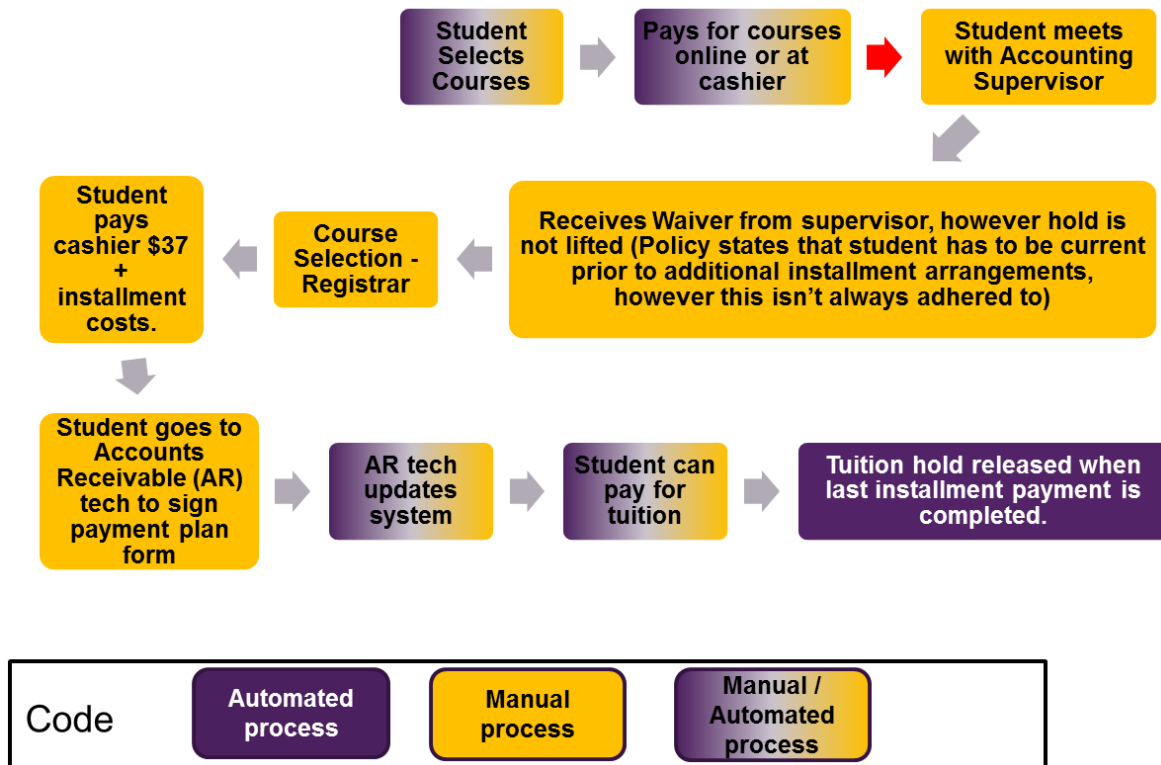 Student
Selects
Courses
Pays for courses
online or at
cashier
Student meets
with Accounting
Supervisor
Receives Waiver from supervisor, however hold is
not lifted (Policy states that student has to be current
prior to additional installment arrangements,
however this isn’t always adhered to)
Course
Selection -
Registrar
Student
pays
cashier $37
+
installment
costs.
Student goes to
Accounts
Receivable (AR)
tech to sign
payment plan
form
AR tech
updates
system
Student can
pay for
tuition
Tuition hold released when
last installment payment is
completed.
Code
Automated
process
Manual
process
Manual /
Automated
process